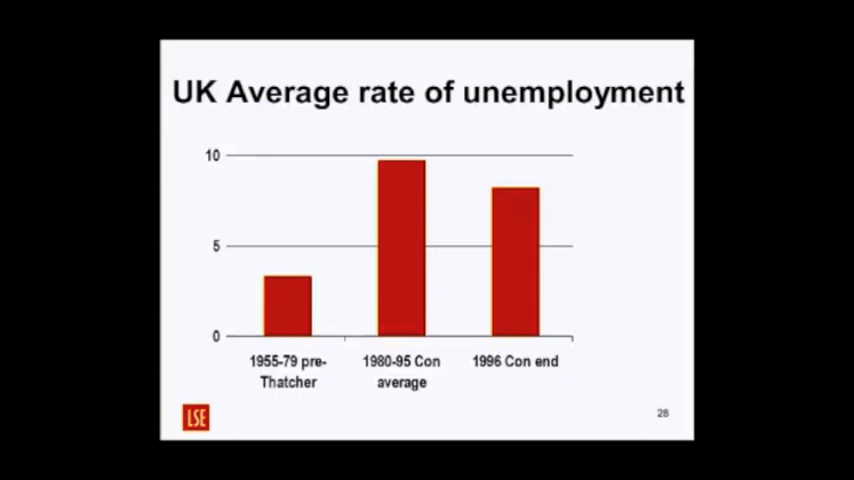 UK Average rate of unemployment
10
5
0
1955-79 pre-
Thatcher
1980-95 Con
average
1996 Con end
LSE
28